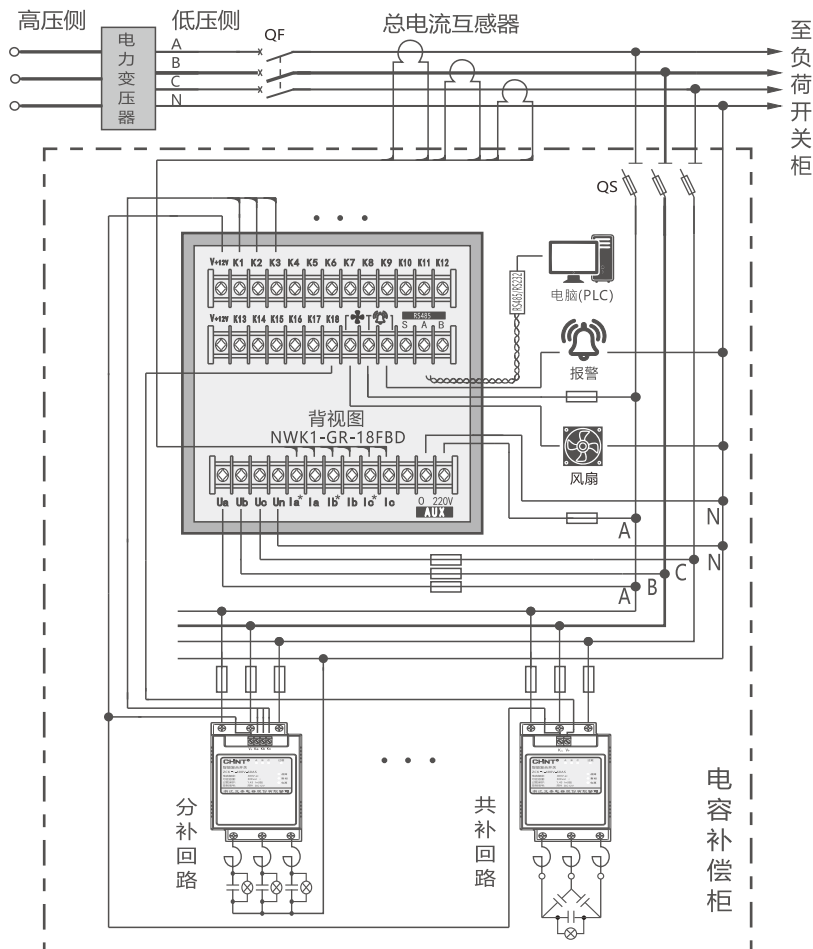 高压侧
低压侧
总电流互感器
QF
电力变压器
A
B
C
N
至负荷开关柜
QS
V+12V K1 K2 K3 K4 K5 K6 K7 K8 K9 K10 K11 K12
V+12V K13 K14 K15 K16 K17 K18
RS485
S A B
RS485/RS232
电脑(PLC)
报警
背视图
NWK1-GR-18FBD
风扇
Ua Ub Uc Un Ia* Ia Ib* Ib Ic* Ic 0 220V
AUX
A
N
N
C
B
A
CHNT
CHNT
分补回路
共补回路
电容补偿柜